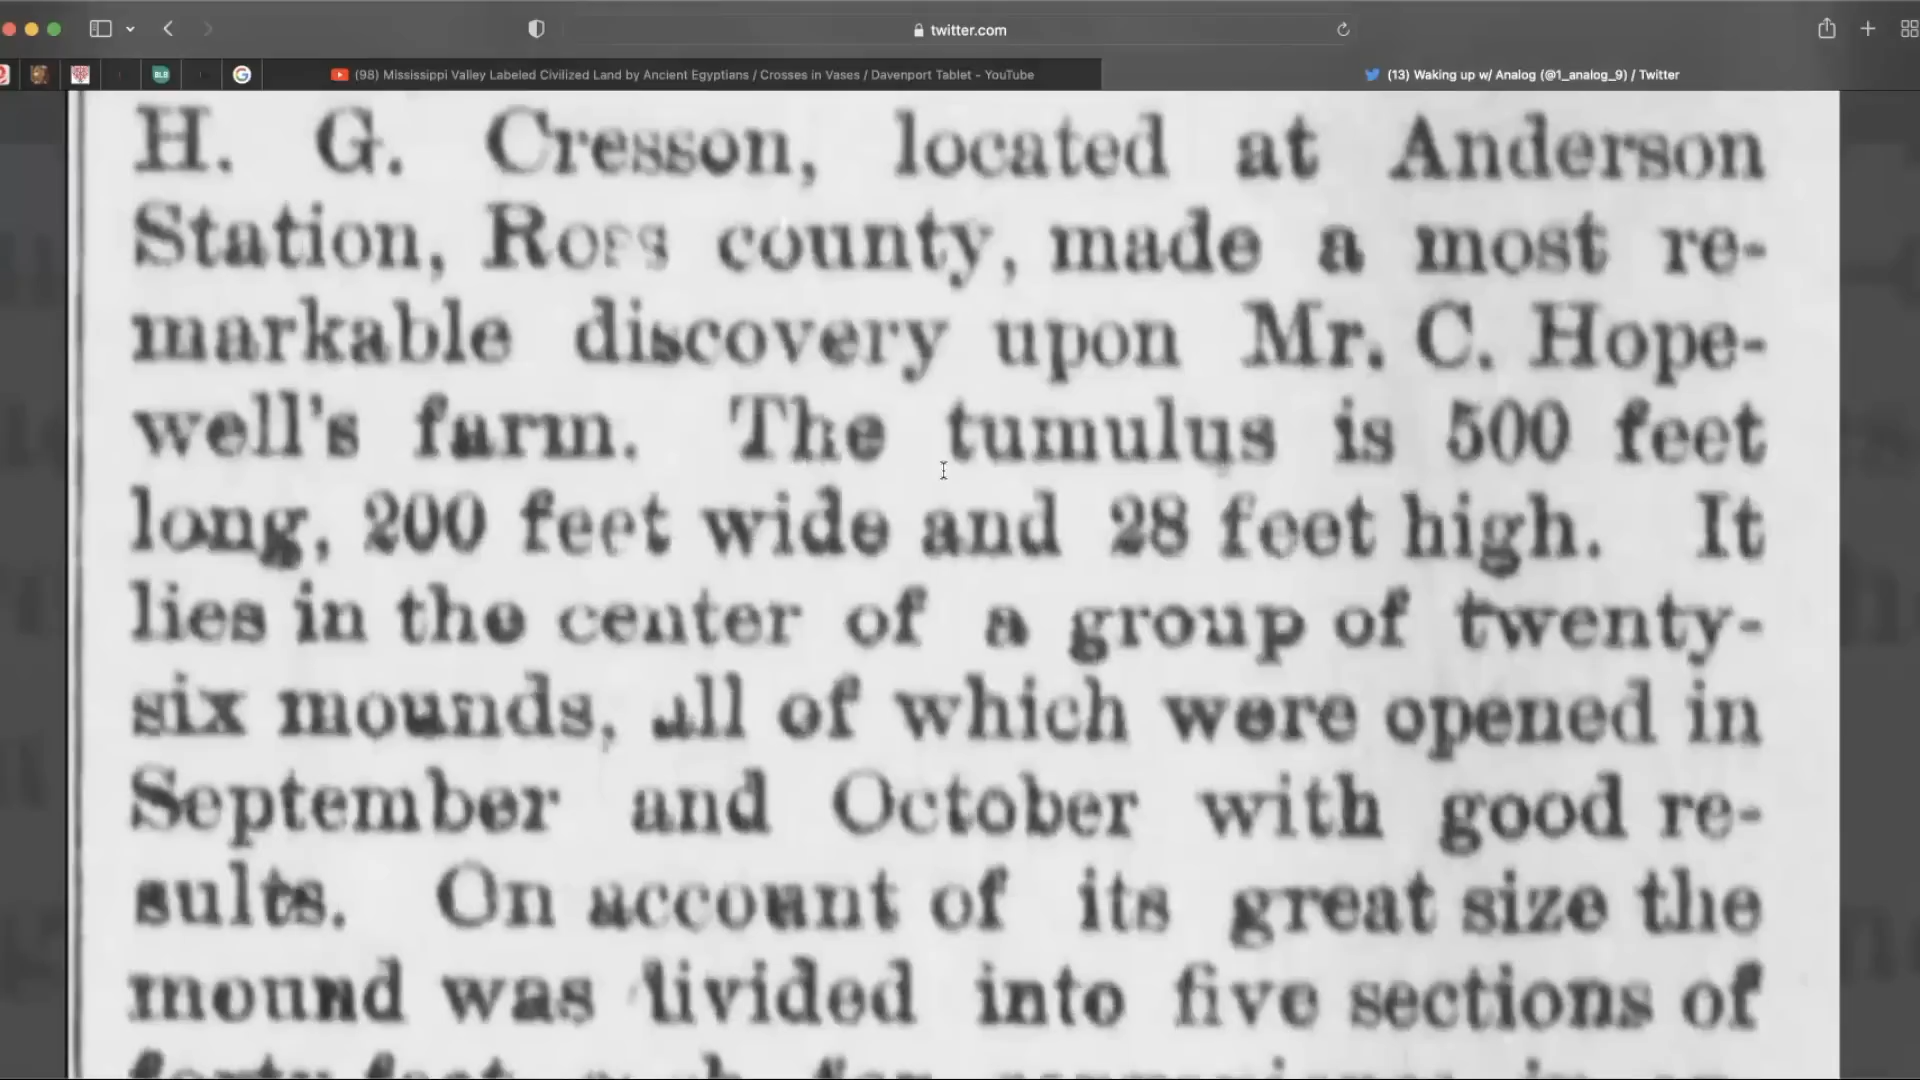 twitter.com
BLB
(98) Mississippi Valley Labeled Civilized Land by Ancient Egyptians / Crosses in Vases / Davenport Tablet - YouTube
(13) Waking up w/ Analog (@1_analog_9) / Twitter
H. G. Cresson, located at Anderson
Station, Ross county, made a most re-
markable discovery upon Mr. C. Hope-
well's farm. The tumulus is 500 feet
long, 200 feet wide and 28 feet high. It
lies in the center of a group of twenty-
six mounds, all of which were opened in
September and October with good re-
sults. On account of its great size the
mound was divided into five sections of